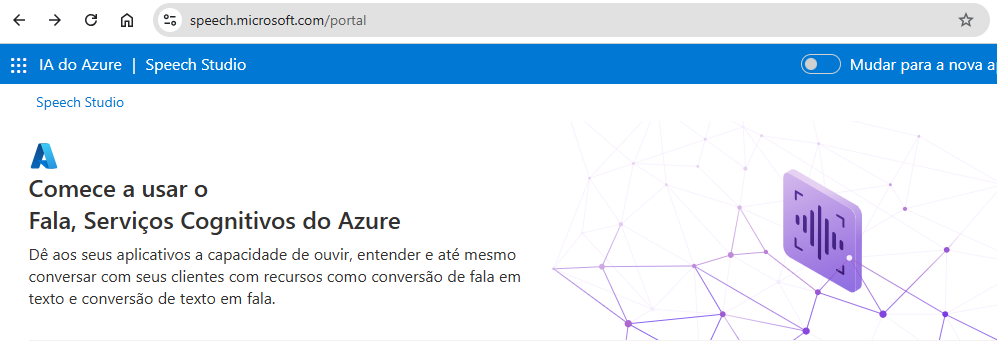 speech.microsoft.com/portal
IA do Azure | Speech Studio
Mudar para a nova
Speech Studio
Comece a usar o
Fala, Serviços Cognitivos do Azure
Dê aos seus aplicativos a capacidade de ouvir, entender e até mesmo
conversar com seus clientes com recursos como conversão de fala em
texto e conversão de texto em fala.